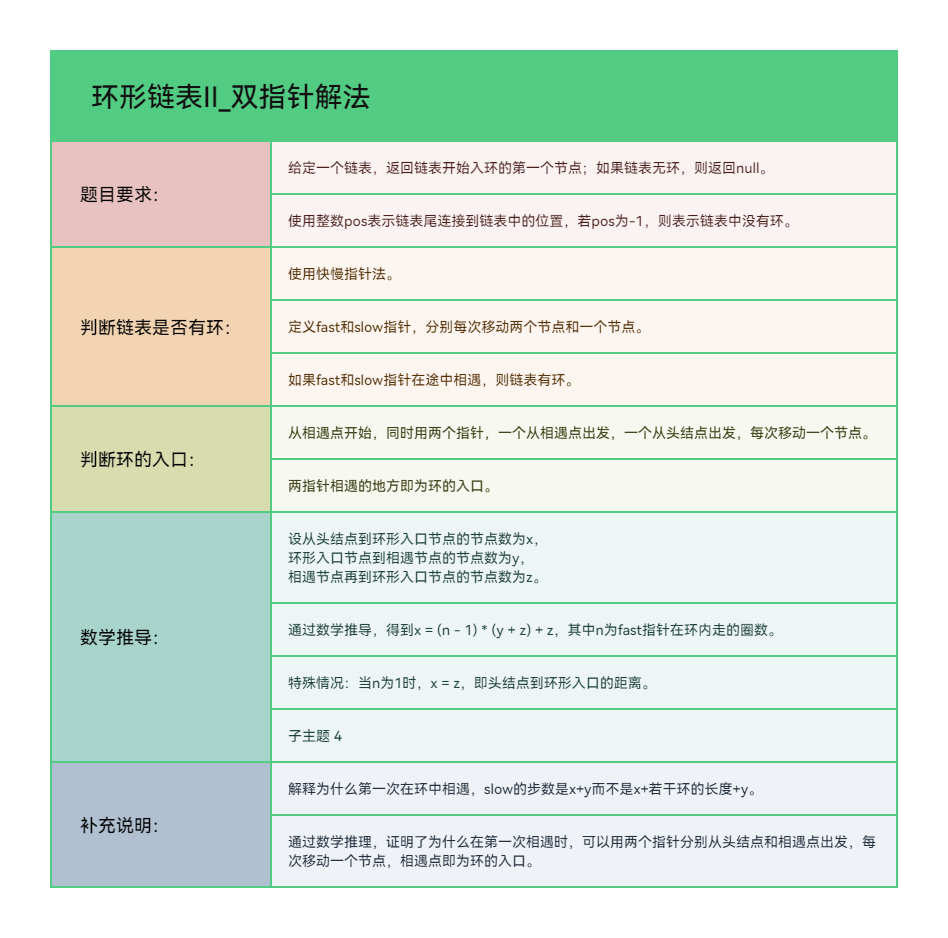 环形链表II_双指针解法
题目要求：
给定一个链表，返回链表开始入环的第一个节点；如果链表无环，则返回null。
使用整数pos表示链表尾连接到链表中的位置，若pos为-1，则表示链表中没有环。
判断链表是否有环：
使用快慢指针法。
定义fast和slow指针，分别每次移动两个节点和一个节点。
如果fast和slow指针在途中相遇，则链表有环。
判断环的入口：
从相遇点开始，同时用两个指针，一个从相遇点出发，一个从头结点出发，每次移动一个节点。
两指针相遇的地方即为环的入口。
数学推导：
设从头结点到环形入口节点的节点数为x，
环形入口节点到相遇节点的节点数为y，
相遇节点再到环形入口节点的节点数为z。
通过数学推导，得到x = (n - 1) * (y + z) + z，其中n为fast指针在环内走的圈数。
特殊情况：当n为1时，x = z，即头结点到环形入口的距离。
子主题 4
补充说明：
解释为什么第一次在环中相遇，slow的步数是x+y而不是x+若干环的长度+y。
通过数学推理，证明了为什么在第一次相遇时，可以用两个指针分别从头结点和相遇点出发，每
次移动一个节点，相遇点即为环的入口。